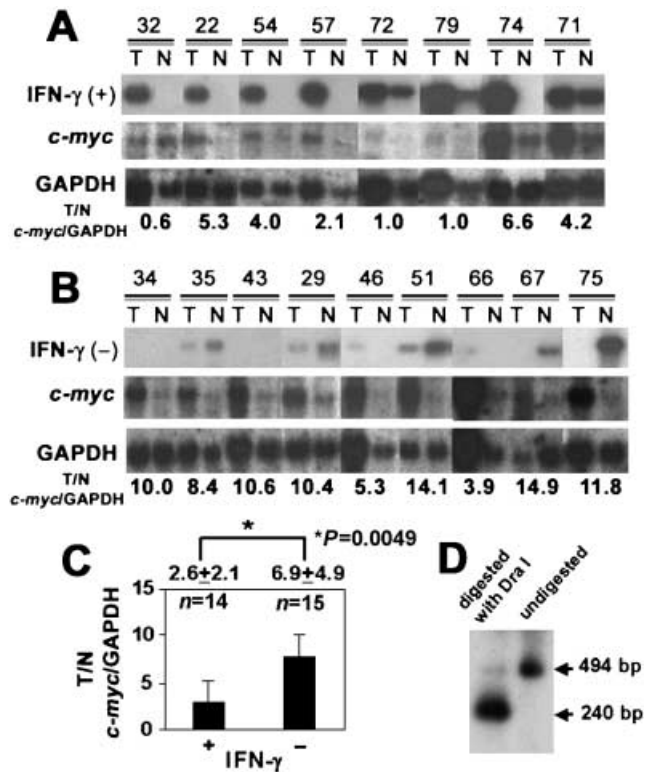 A
32 22 54 57 72 79 74 71
T N T N T N T N T N T N T N T N
IFN-γ (+)
c-myc
GAPDH
T/N
c-myc/GAPDH
0.6 5.3 4.0 2.1 1.0 1.0 6.6 4.2
B
34 35 43 29 46 51 66 67 75
T N T N T N T N T N T N T N T N T N
IFN-γ (−)
c-myc
GAPDH
T/N
c-myc/GAPDH
10.0 8.4 10.6 10.4 5.3 14.1 3.9 14.9 11.8
C
* *P=0.0049
2.6±2.1 6.9±4.9
n=14 n=15
T/N
c-myc/GAPDH
15
10
5
0
+ −
IFN-γ
D
digested
with Dra I
undigested
494 bp
240 bp